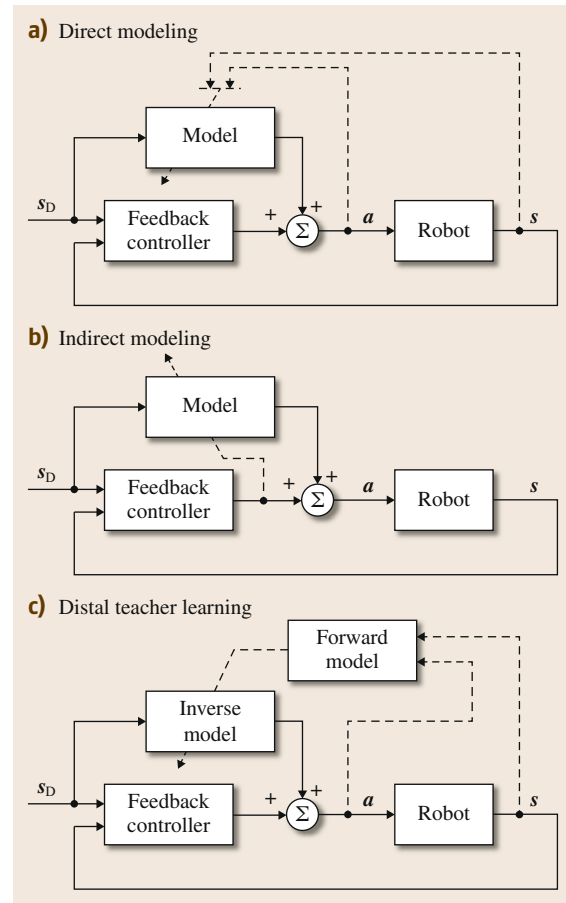 a) Direct modeling
Model
s_D
Feedback
controller
+
+
Σ
a
Robot
s
b) Indirect modeling
Model
s_D
Feedback
controller
+
+
Σ
a
Robot
s
c) Distal teacher learning
Forward
model
Inverse
model
s_D
Feedback
controller
+
+
Σ
a
Robot
s